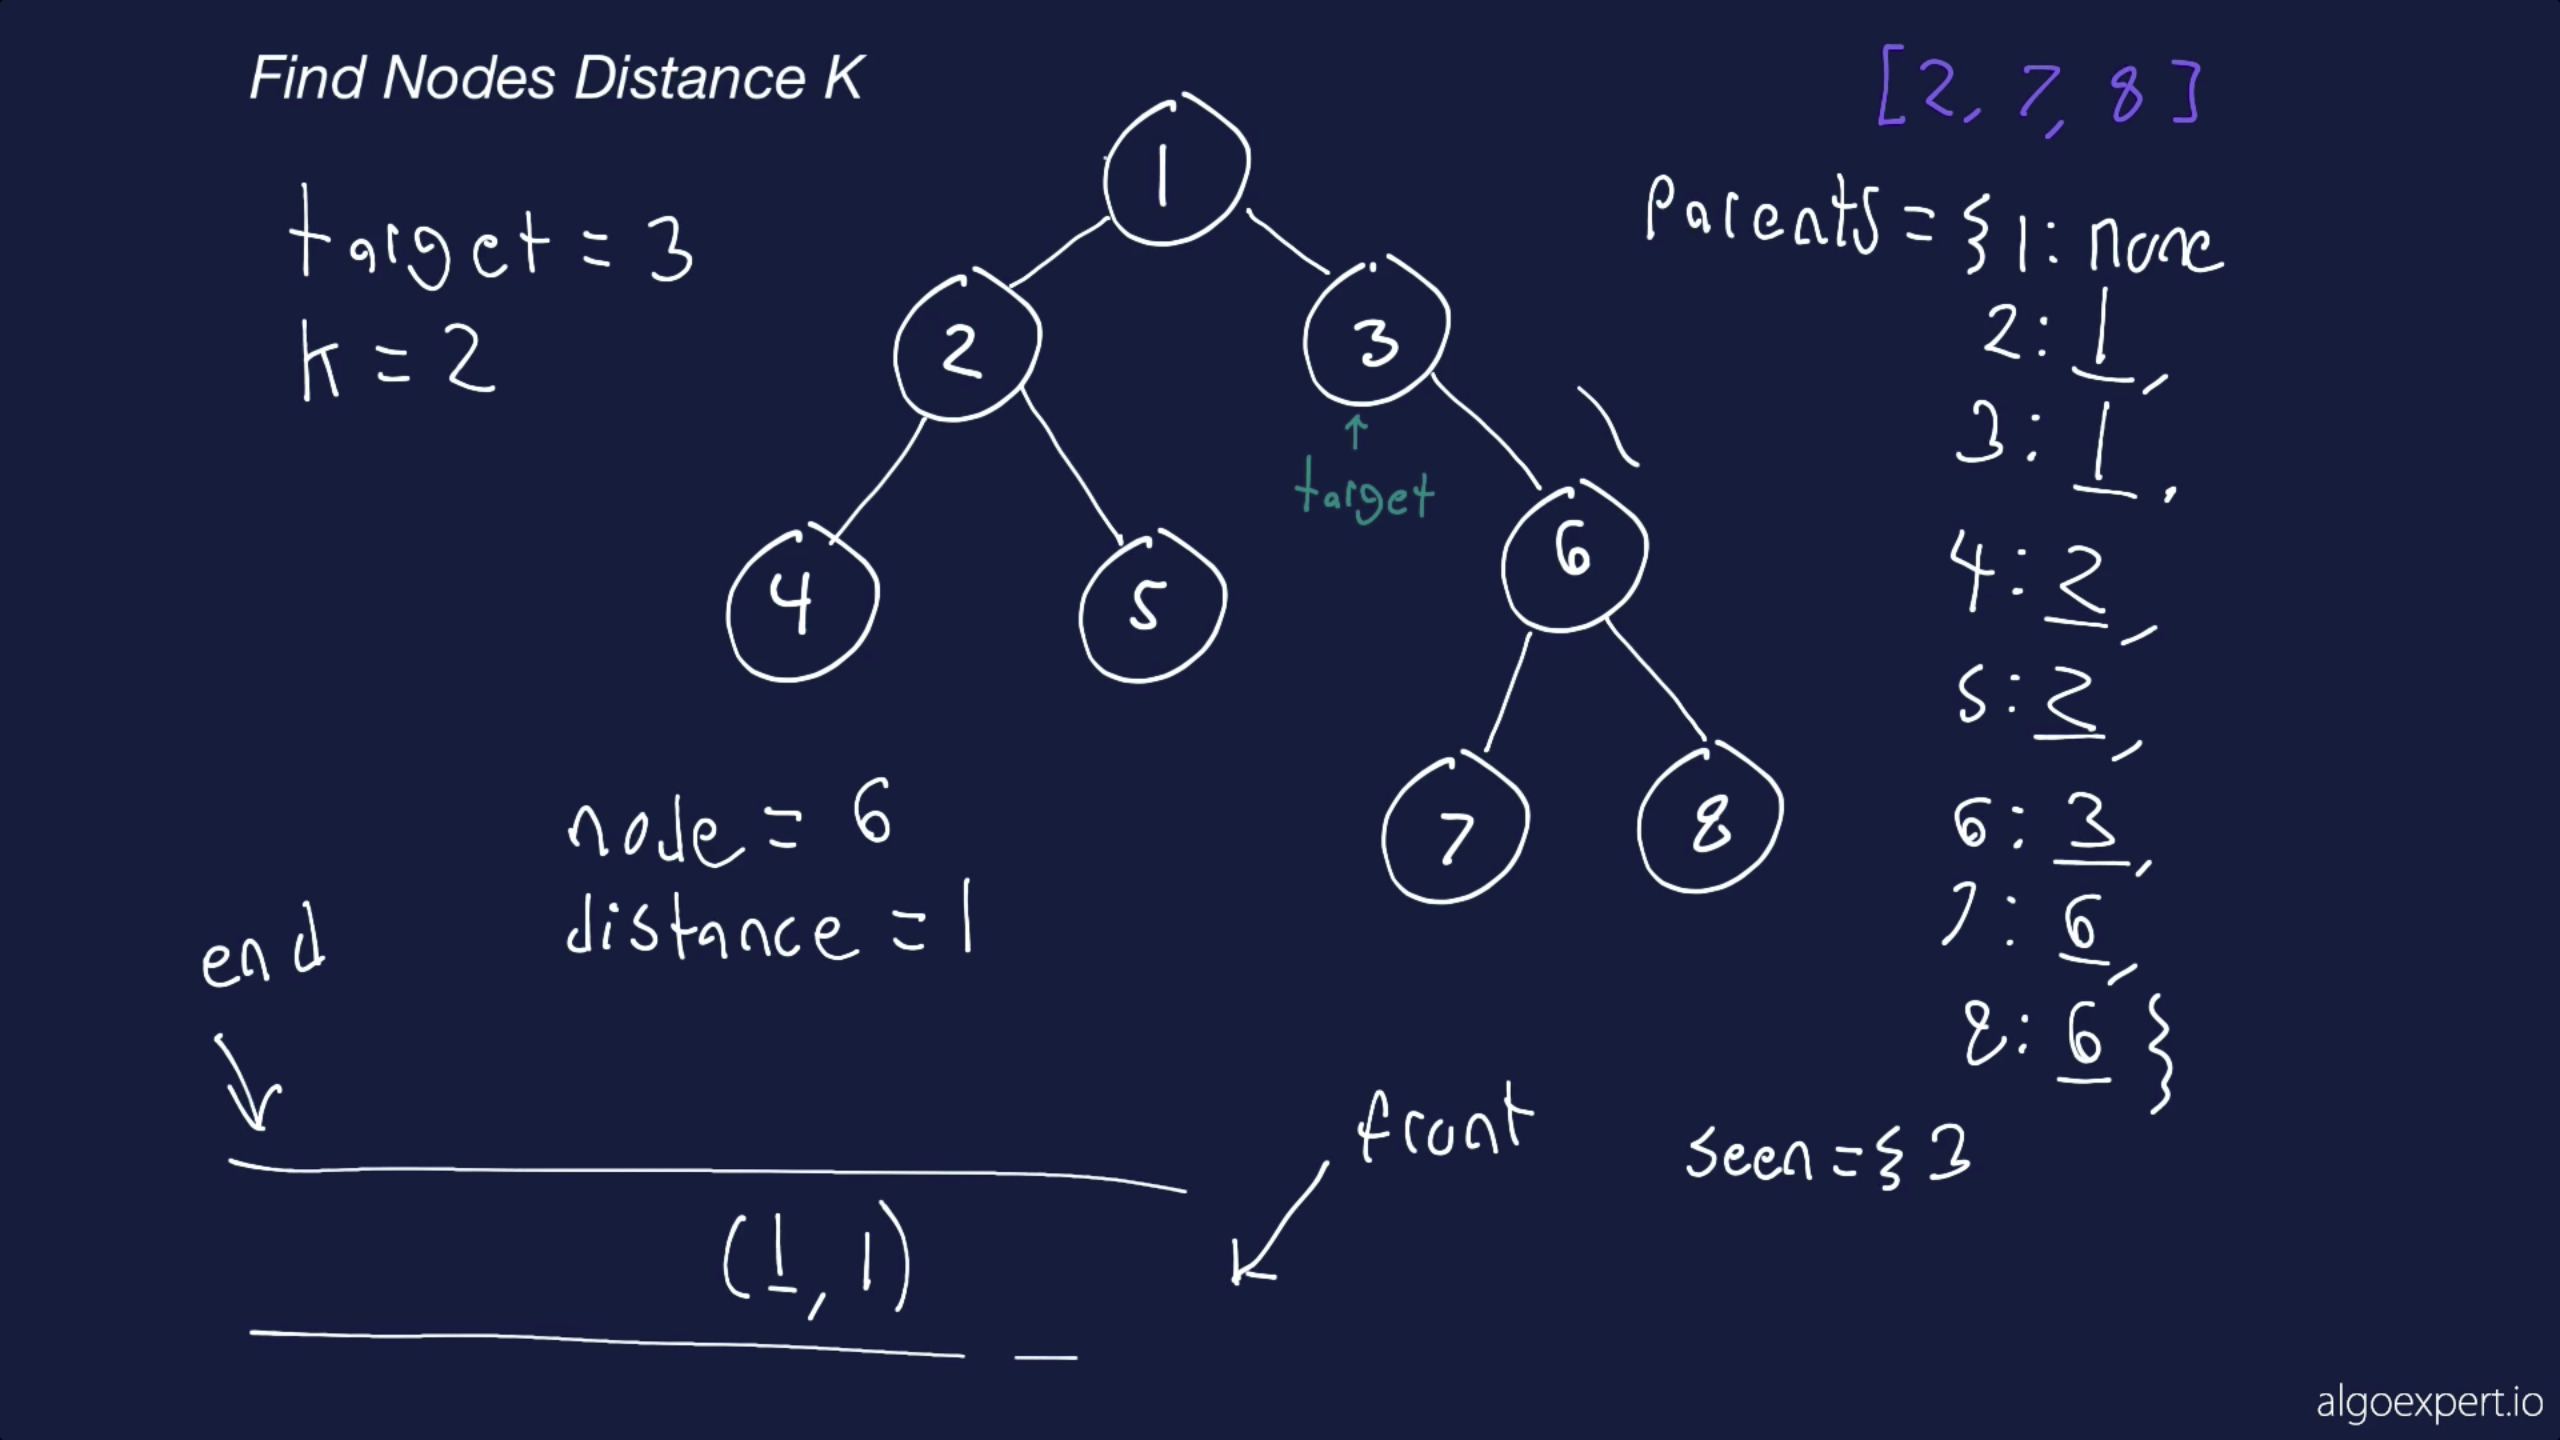 Find Nodes Distance K
[2, 7, 8]
target = 3
k = 2
Parents = {1: none
2: 1,
3: 1,
4: 2,
5: 2,
6: 3,
7: 6,
8: 6}
1
2
3
target
4
5
6
7
8
node = 6
distance = 1
end
front
seen = {3
(1, 1)
algoexpert.io